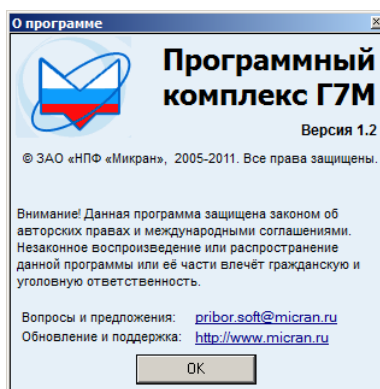 О программе
Программный
комплекс Г7М
Версия 1.2
© ЗАО «НПФ «Микран», 2005-2011. Все права защищены.
Внимание! Данная программа защищена законом об
авторских правах и международными соглашениями.
Незаконное воспроизведение или распространение
данной программы или её части влечёт гражданскую и
уголовную ответственность.
Вопросы и предложения: pribor.soft@micran.ru
Обновление и поддержка: http://www.micran.ru
OK